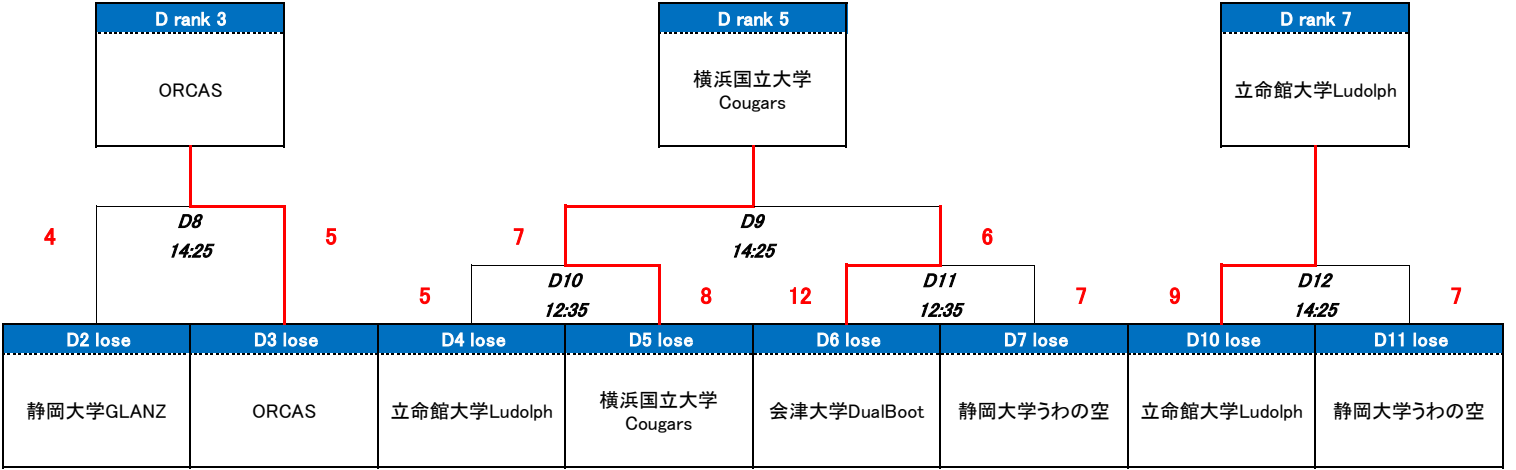 D rank 3
D rank 5
D rank 7
ORCAS
横浜国立大学
Cougars
立命館大学Ludolph
4
D8
14:25
5
7
D9
14:25
6
5
D10
12:35
8
12
D11
12:35
7
9
D12
14:25
7
D2 lose
D3 lose
D4 lose
D5 lose
D6 lose
D7 lose
D10 lose
D11 lose
静岡大学GLANZ
ORCAS
立命館大学Ludolph
横浜国立大学
Cougars
会津大学DualBoot
静岡大学うわの空
立命館大学Ludolph
静岡大学うわの空